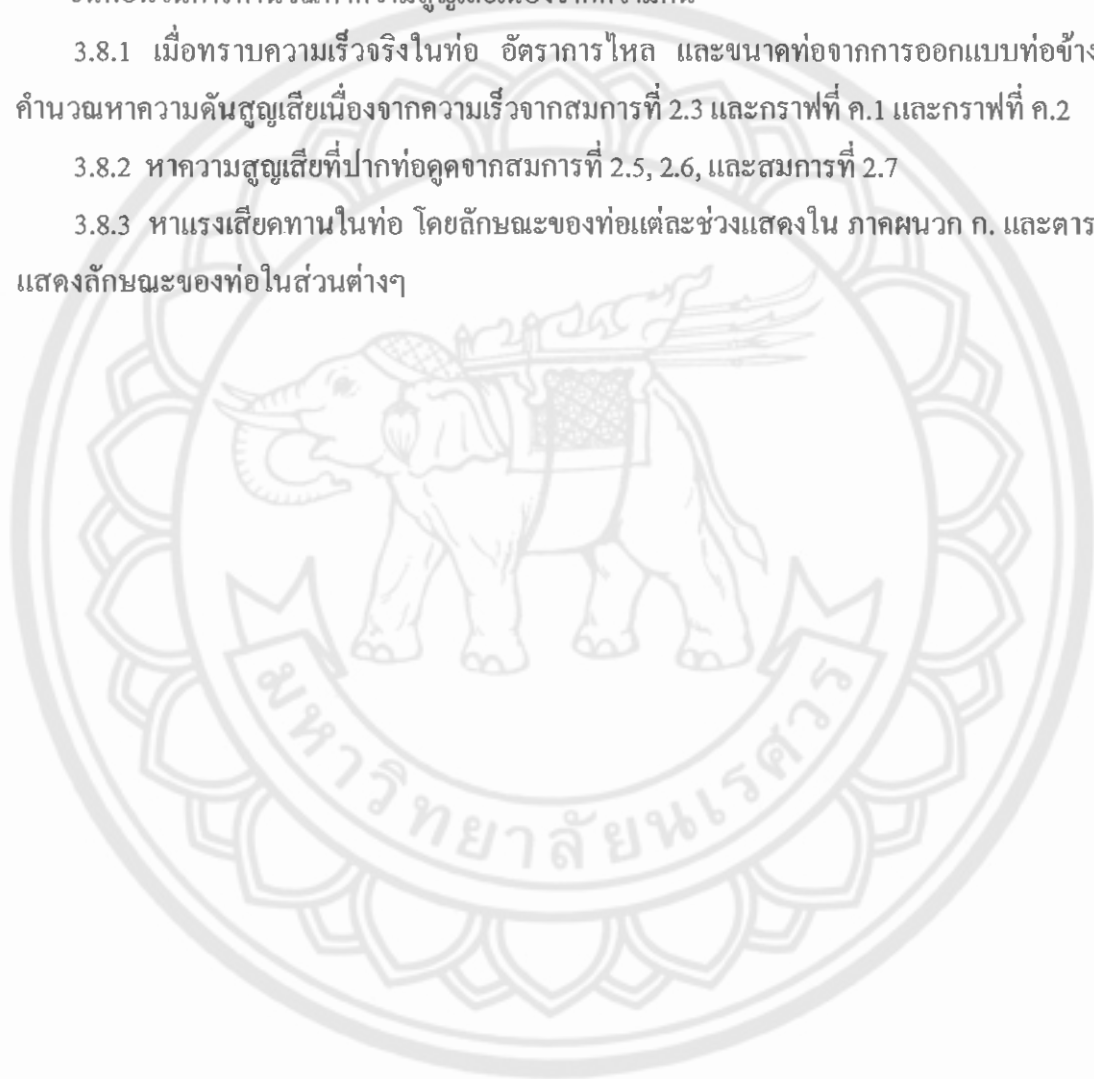 3.8.1 เมื่อทราบความเร็วจริงในท่อ อัตราการไหล และขนาดท่อจากการออกแบบท่อข้าง
คำนวณหาความดันสูญเสียเนื่องจากความเร็วจากสมการที่ 2.3 และกราฟที่ ค.1 และกราฟที่ ค.2
3.8.2 หาความสูญเสียที่ปากท่อดูดจากสมการที่ 2.5, 2.6, และสมการที่ 2.7
3.8.3 หาแรงเสียดทานในท่อ โดยลักษณะของท่อแต่ละช่วงแสดงใน ภาคผนวก ก. และตาร
แสดงลักษณะของท่อในส่วนต่างๆ
มหาวิทยาลัยนเรศวร